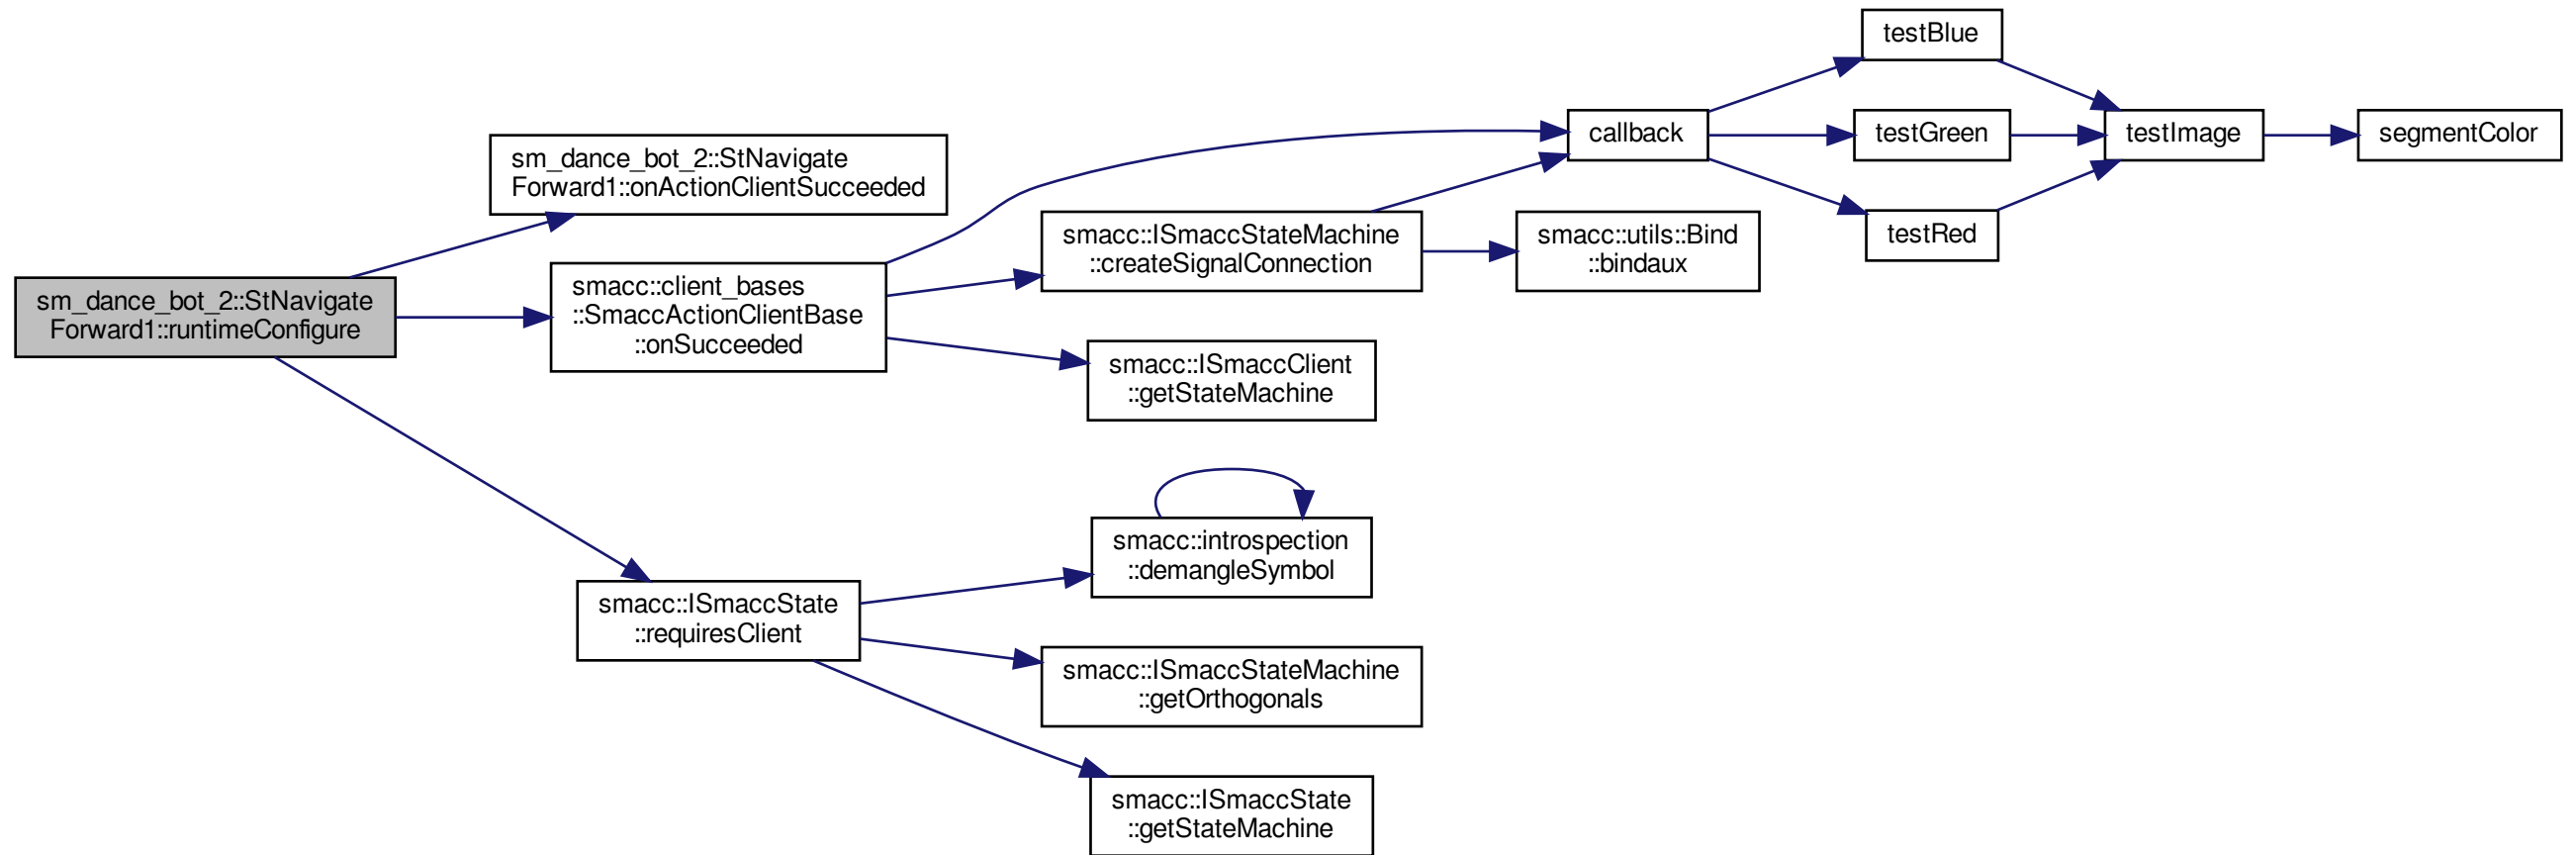 sm_dance_bot_2::StNavigate
Forward1::runtimeConfigure
sm_dance_bot_2::StNavigate
Forward1::onActionClientSucceeded
smacc::client_bases
::SmaccActionClientBase
::onSucceeded
smacc::ISmaccState
::requiresClient
smacc::ISmaccStateMachine
::createSignalConnection
smacc::ISmaccClient
::getStateMachine
smacc::introspection
::demangleSymbol
smacc::ISmaccStateMachine
::getOrthogonals
smacc::ISmaccState
::getStateMachine
callback
smacc::utils::Bind
::bindaux
testBlue
testGreen
testRed
testImage
segmentColor